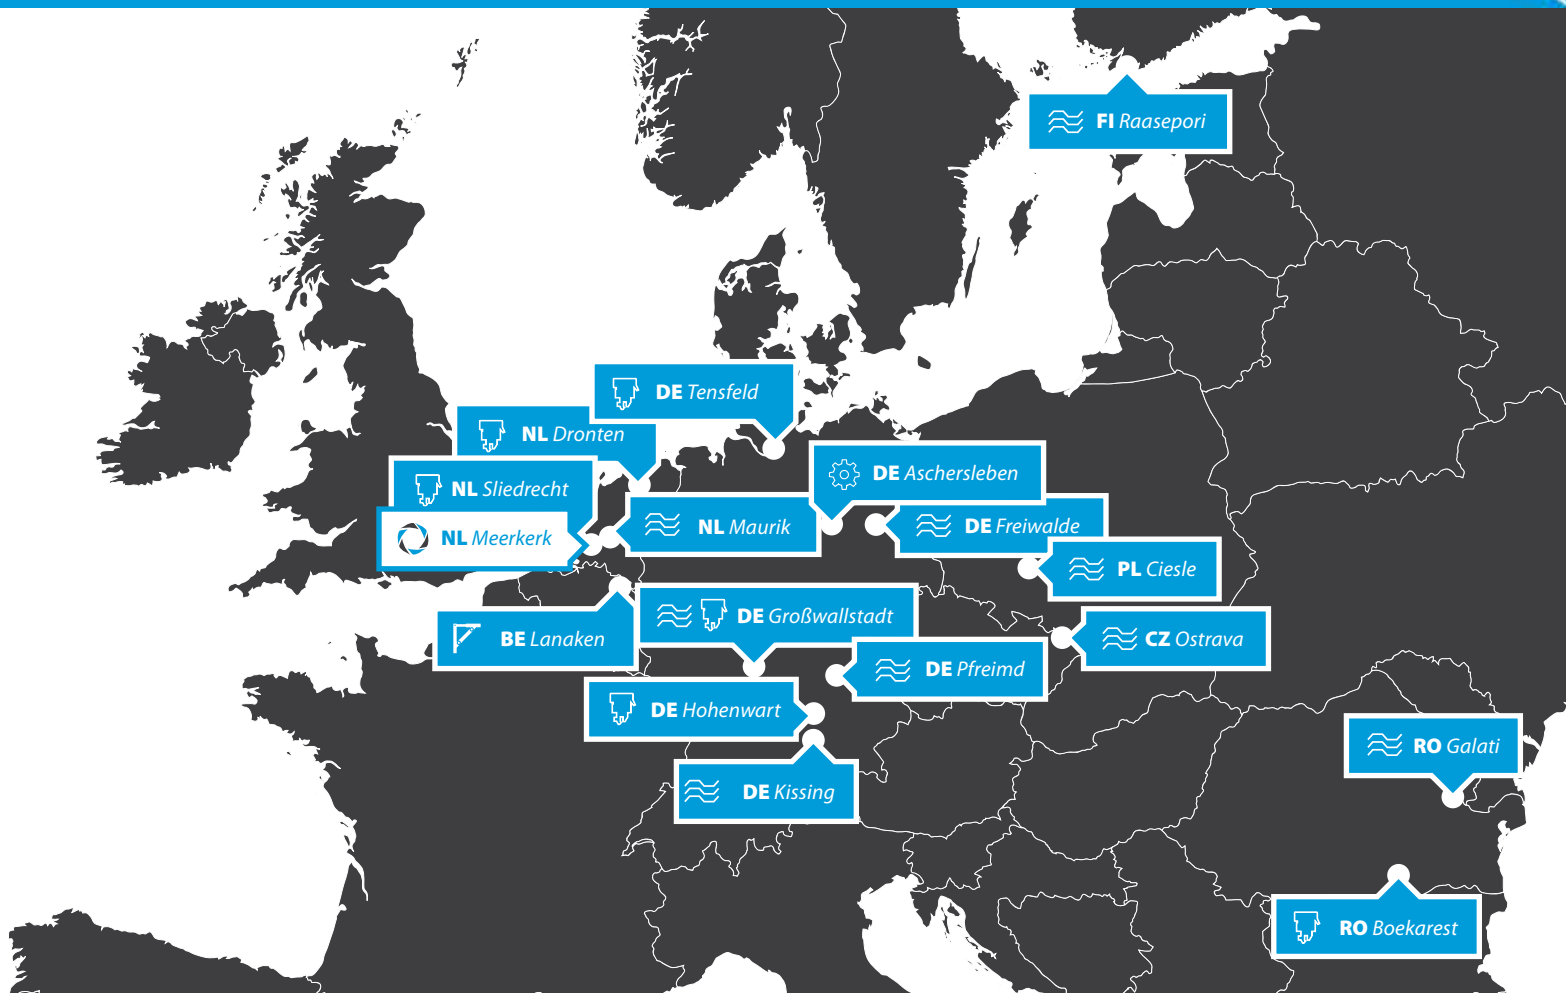 FI Raasepori
DE Tensfeld
NL Dronten
DE Aschersleben
NL Sliedrecht
NL Maurik
DE Freiwalde
NL Meerkerk
PL Ciesle
DE Großwallstadt
BE Lanaken
CZ Ostrava
DE Pfreimd
DE Hohenwart
RO Galati
DE Kissing
RO Boekarest